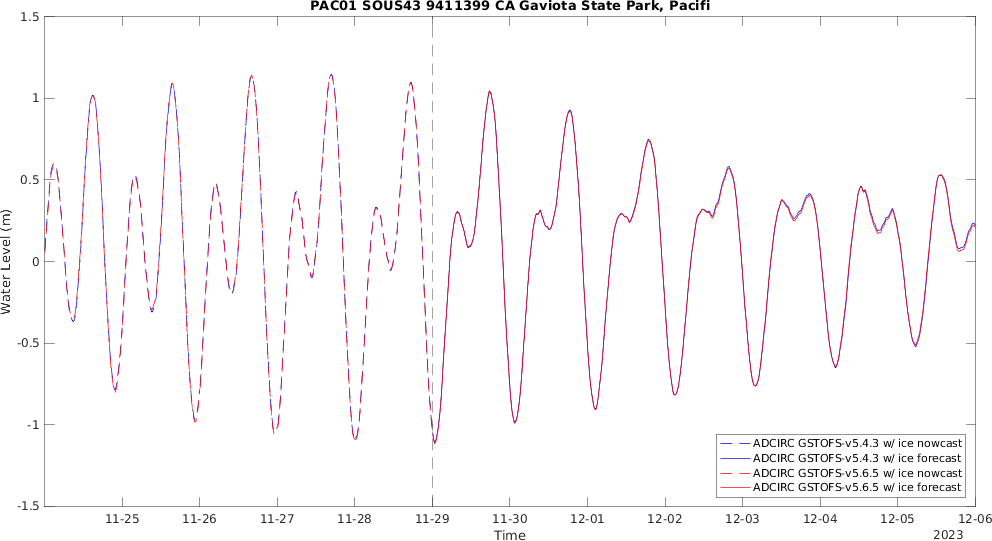 PAC01 SOUS43 9411399 CA Gaviota State Park, Pacifi
1.5
1
0.5
0
-0.5
-1
-1.5
Water Level (m)
ADCIRC GSTOFS-v5.4.3 w/ ice nowcast
ADCIRC GSTOFS-v5.4.3 w/ ice forecast
ADCIRC GSTOFS-v5.6.5 w/ ice nowcast
ADCIRC GSTOFS-v5.6.5 w/ ice forecast
11-25 11-26 11-27 11-28 11-29 11-30 12-01 12-02 12-03 12-04 12-05 12-06
Time
2023